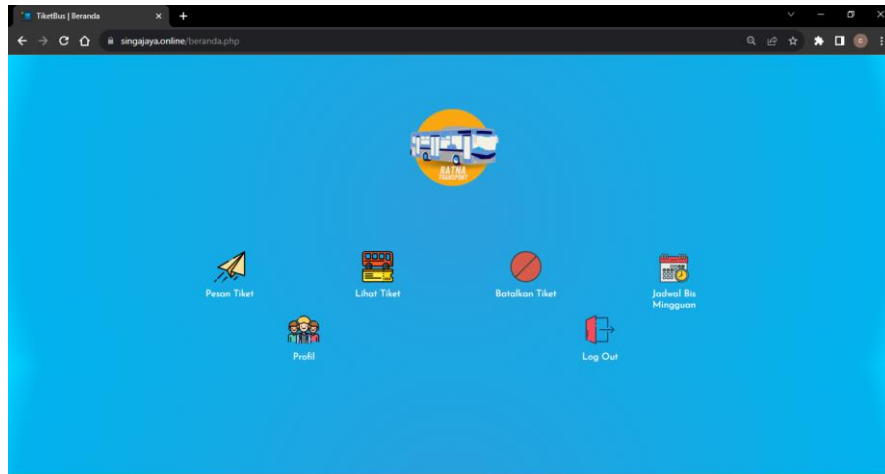 TiketBus | Beranda
singajaya.online/beranda.php
RATNA
TRANSPORT
Pesan Tiket
Lihat Tiket
Batalkan Tiket
Jadwal Bis
Mingguan
Profil
Log Out